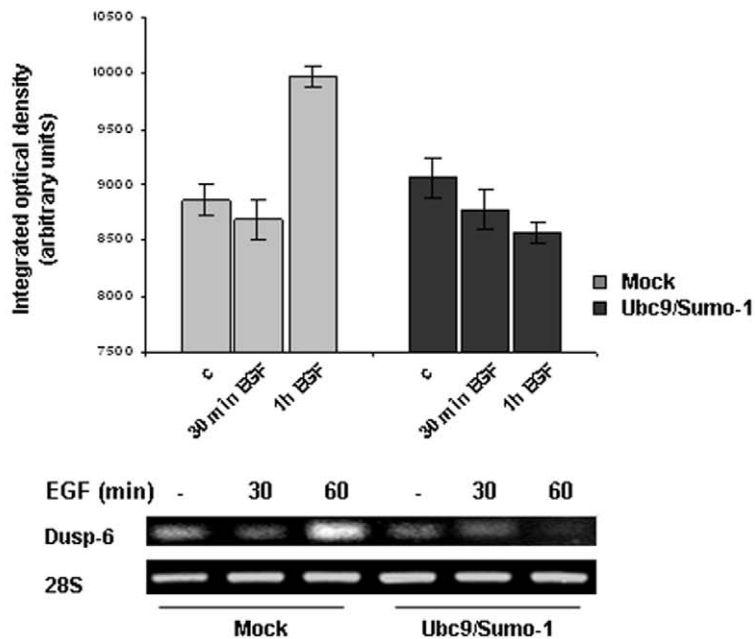 Integrated optical density
(arbitrary units)
10500
10000
9500
9000
8500
8000
7500
c
30 min EGF
1h EGF
c
30 min EGF
1h EGF
Mock
Ubc9/Sumo-1
EGF (min) - 30 60 - 30 60
Dusp-6
28S
Mock Ubc9/Sumo-1